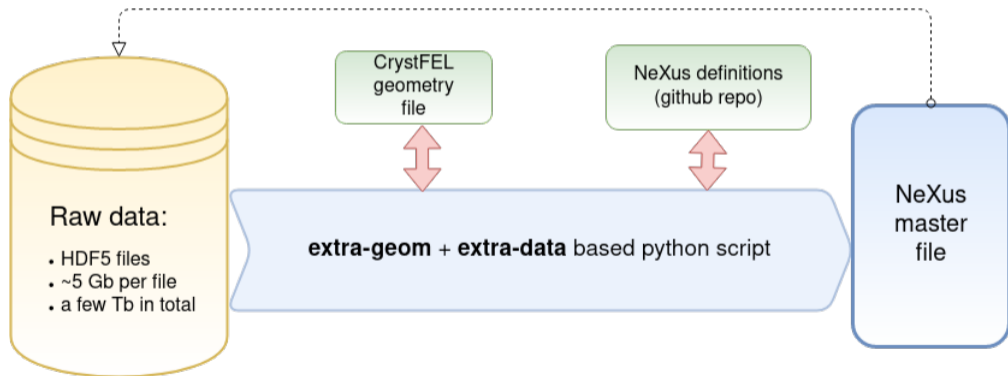 CrystFEL
geometry
file
NeXus definitions
(github repo)
Raw data:
• HDF5 files
• ~5 Gb per file
• a few Tb in total
extra-geom + extra-data based python script
NeXus
master
file